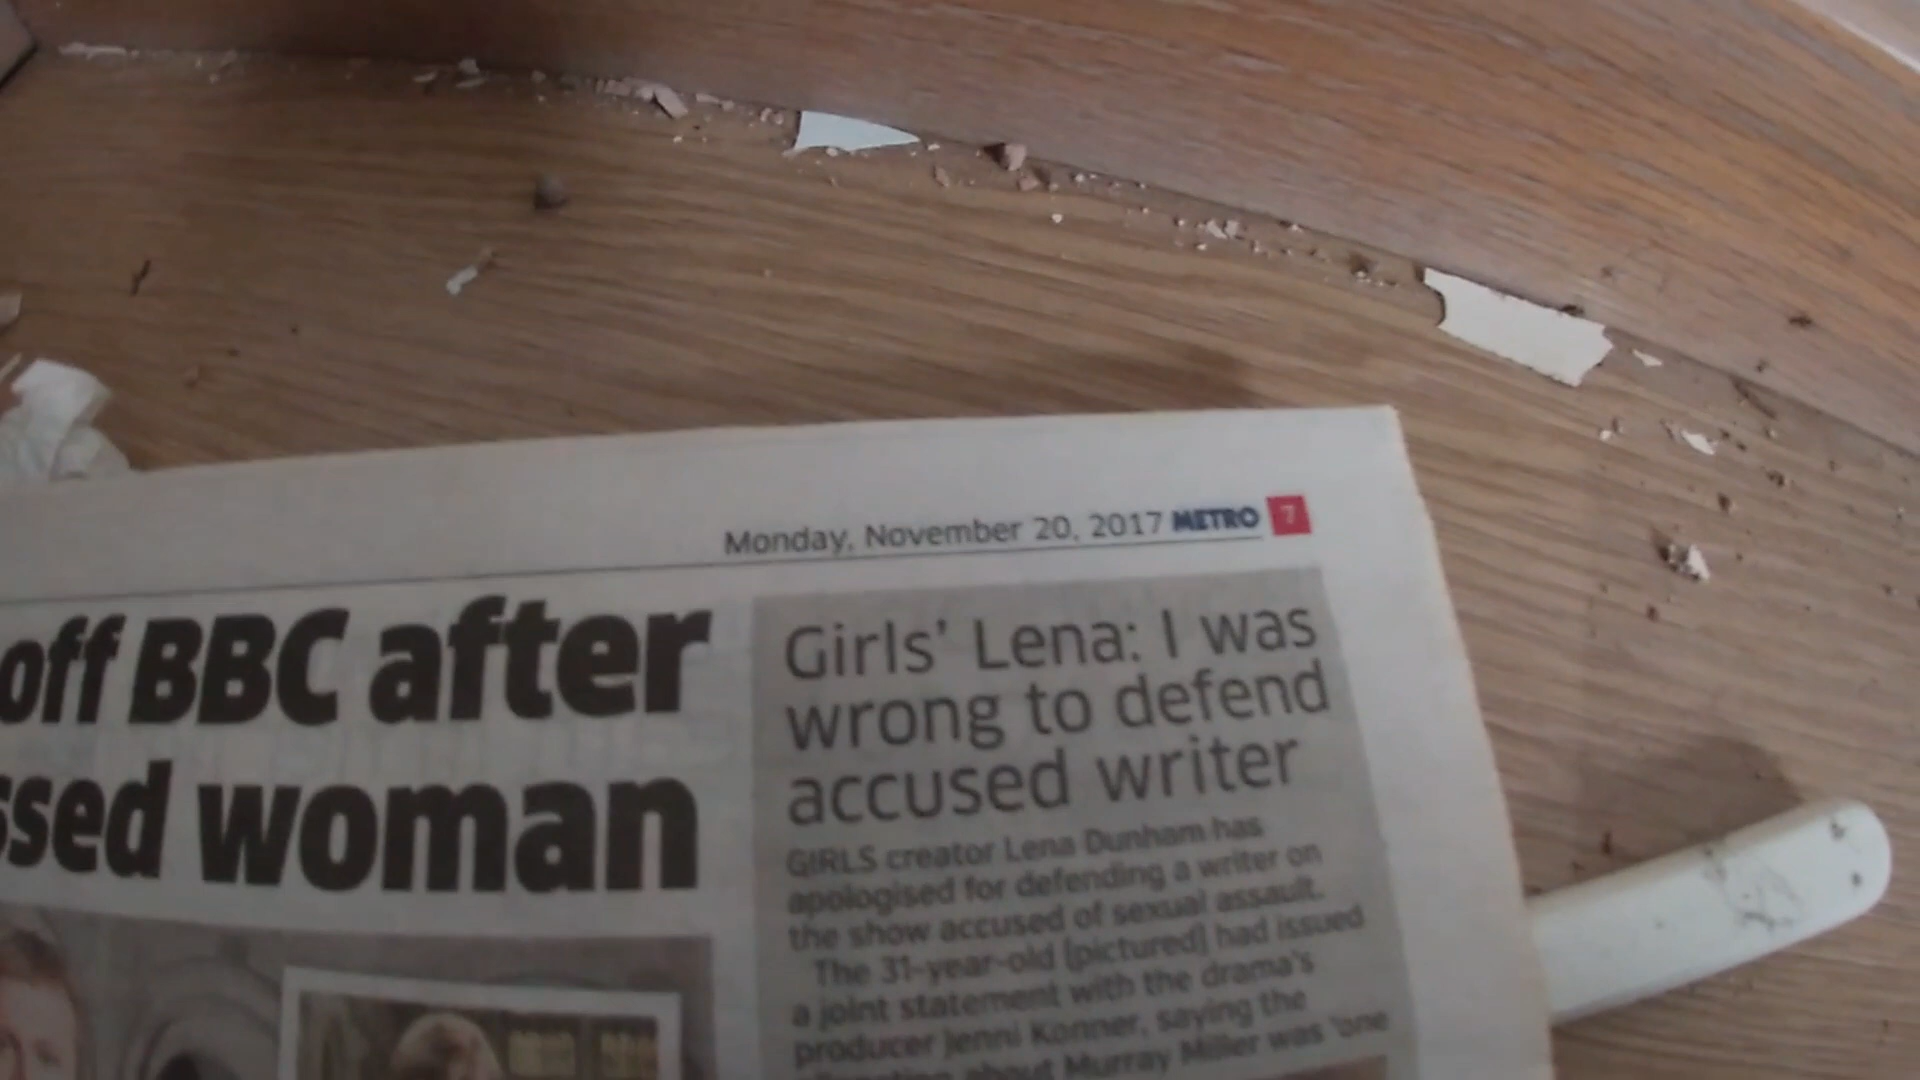 Monday, November 20, 2017 METRO 7
off BBC after
ssed woman
Girls' Lena: I was
wrong to defend
accused writer
GIRLS creator Lena Dunham has
apologised for defending a writer on
the show accused of sexual assault.
The 31-year-old [pictured] had issued
a joint statement with the drama's
producer Jenni Konner, saying the
about Murray Miller was 'one